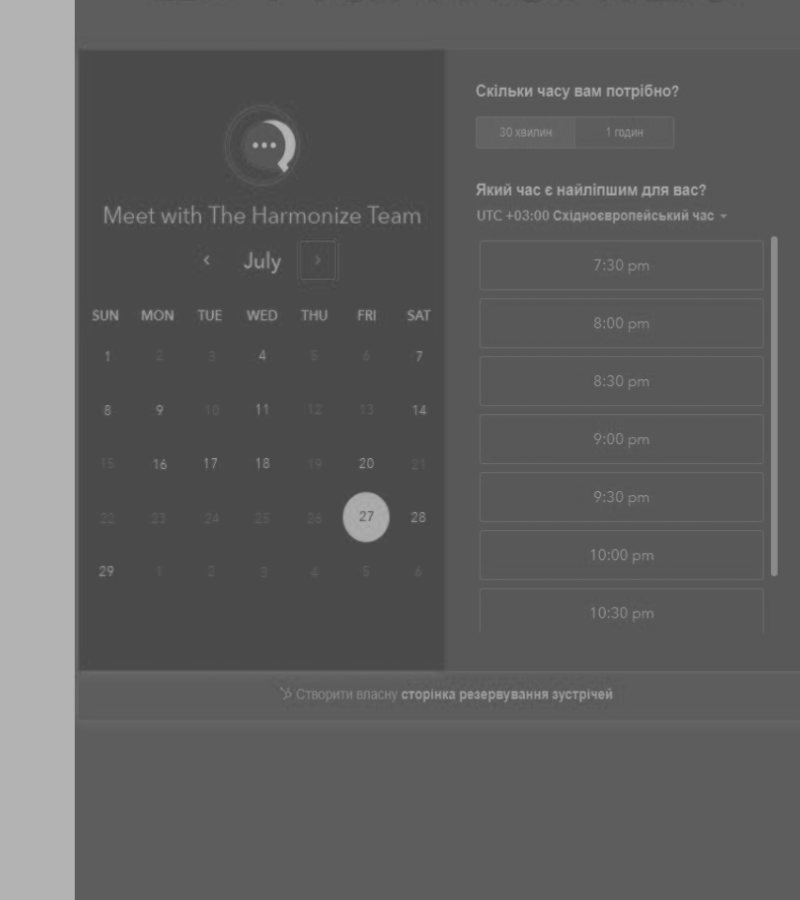 Meet with The Harmonize Team
July
SUN MON TUE WED THU FRI SAT
1 2 3 4 5 6 7
8 9 10 11 12 13 14
15 16 17 18 19 20 21
22 23 24 25 26 27 28
29 1 2 3 4 5 6
Скільки часу вам потрібно?
30 хвилин 1 годин
Який час є найліпшим для вас?
UTC +03:00 Східноєвропейський час
7:30 pm
8:00 pm
8:30 pm
9:00 pm
9:30 pm
10:00 pm
10:30 pm
Створити власну сторінка резервування зустрічей